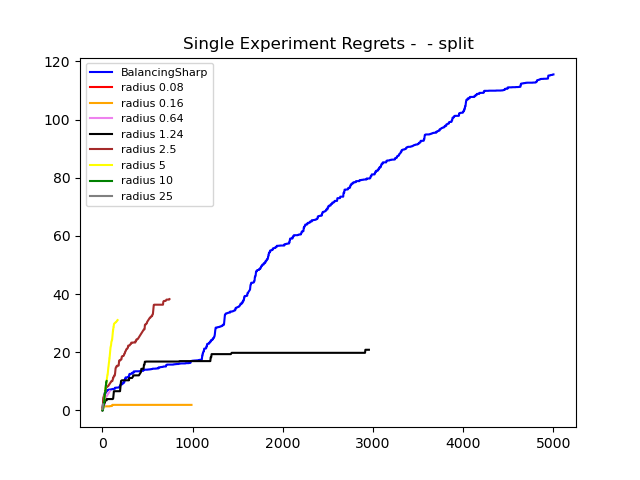 Single Experiment Regrets -  - split
120
100
80
60
40
20
0
BalancingSharp
radius 0.08
radius 0.16
radius 0.64
radius 1.24
radius 2.5
radius 5
radius 10
radius 25
0 1000 2000 3000 4000 5000